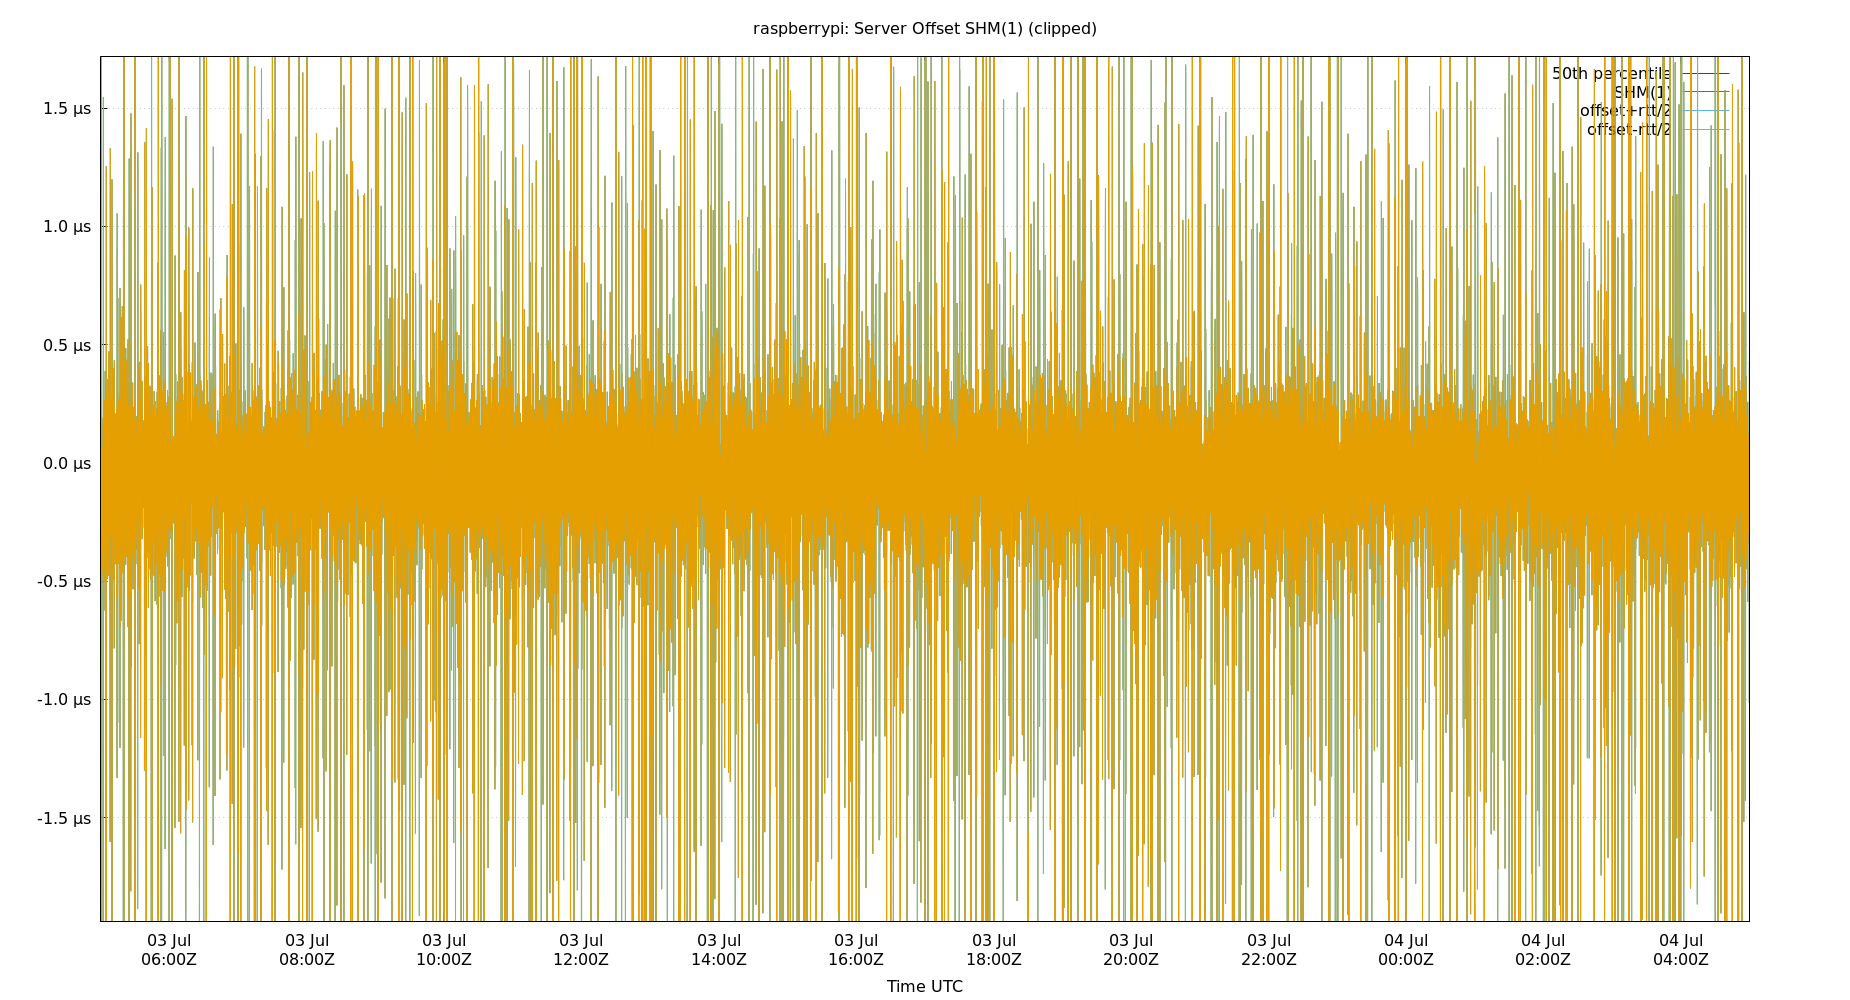 raspberrypi: Server Offset SHM(1) (clipped)
50th percentile
SHM(1)
offset+rtt/2
offset-rtt/2
1.5 µs
1.0 µs
0.5 µs
0.0 µs
-0.5 µs
-1.0 µs
-1.5 µs
03 Jul 03 Jul 03 Jul 03 Jul 03 Jul 03 Jul 03 Jul 03 Jul 03 Jul 04 Jul 04 Jul 04 Jul
06:00Z 08:00Z 10:00Z 12:00Z 14:00Z 16:00Z 18:00Z 20:00Z 22:00Z 00:00Z 02:00Z 04:00Z
Time UTC